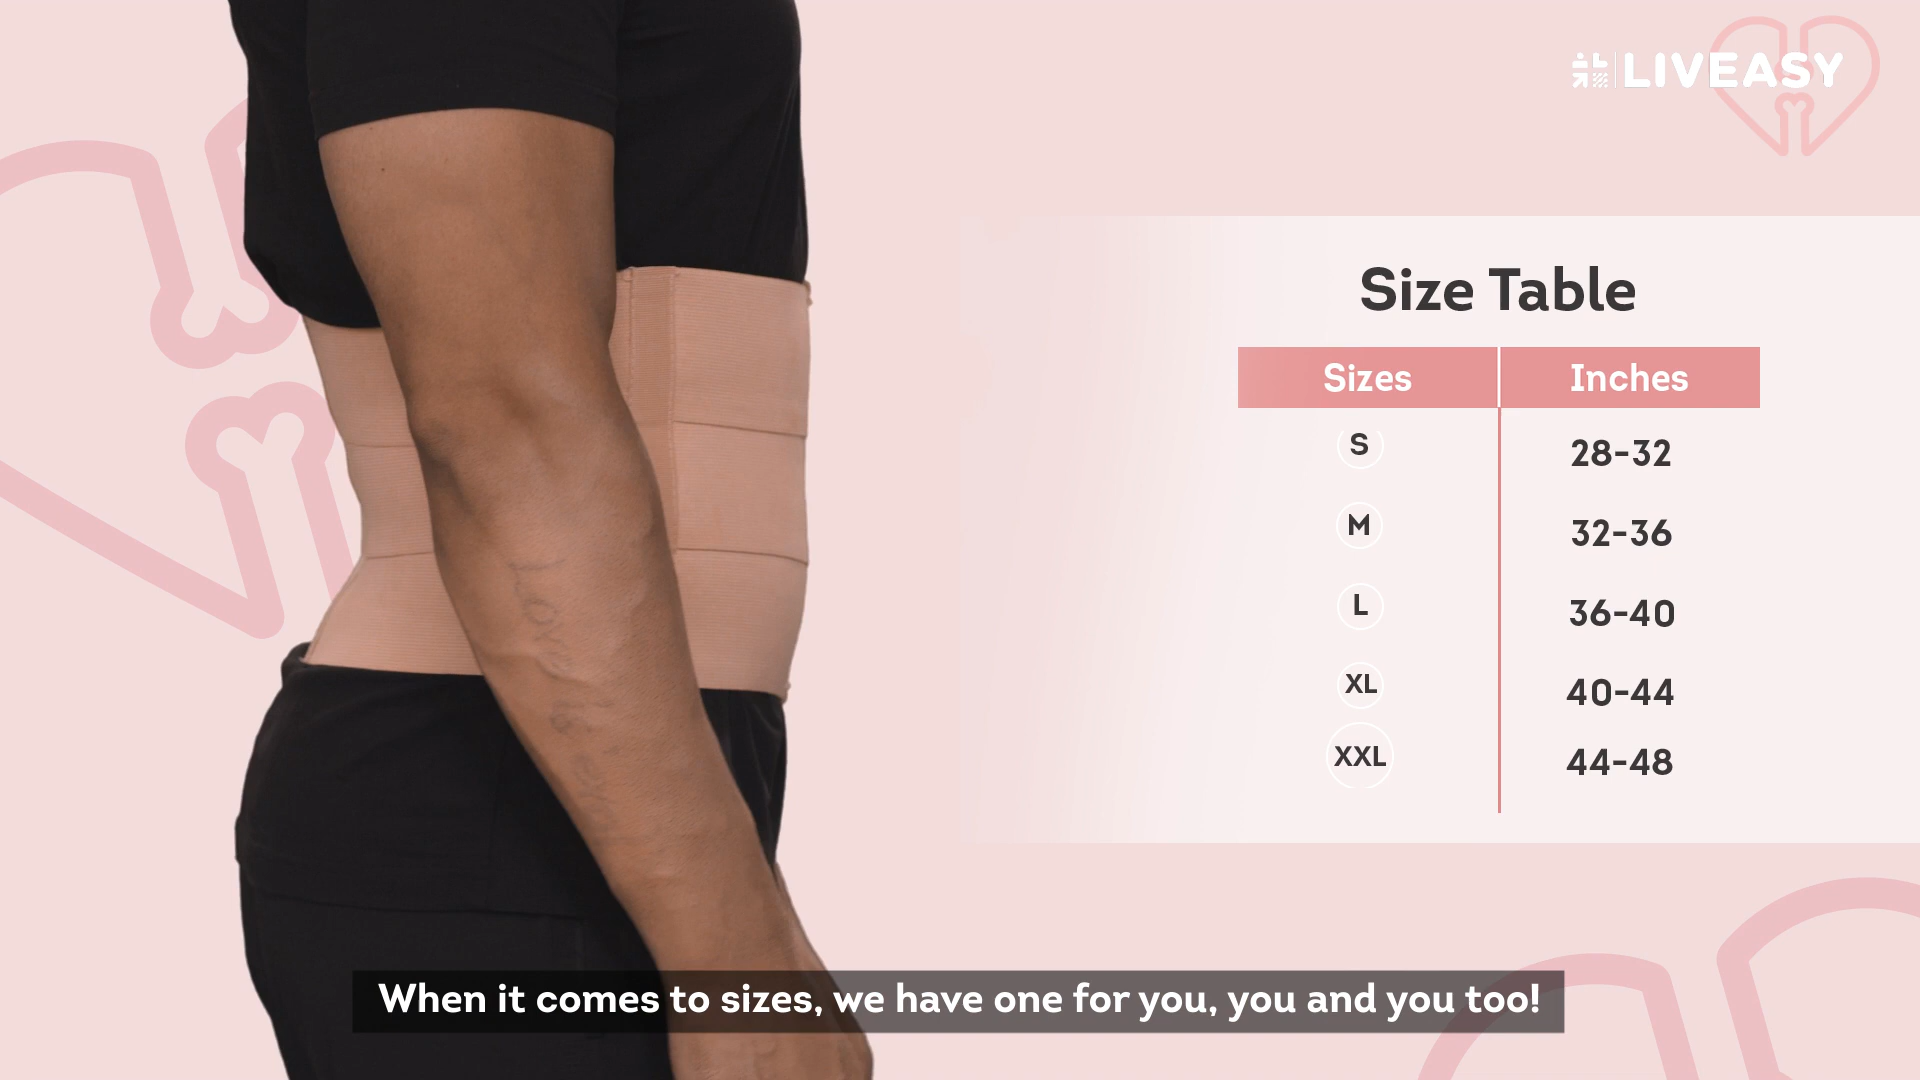 LIVEASY
Size Table
Sizes Inches
S 28-32
M 32-36
L 36-40
XL 40-44
XXL 44-48
When it comes to sizes, we have one for you, you and you too!